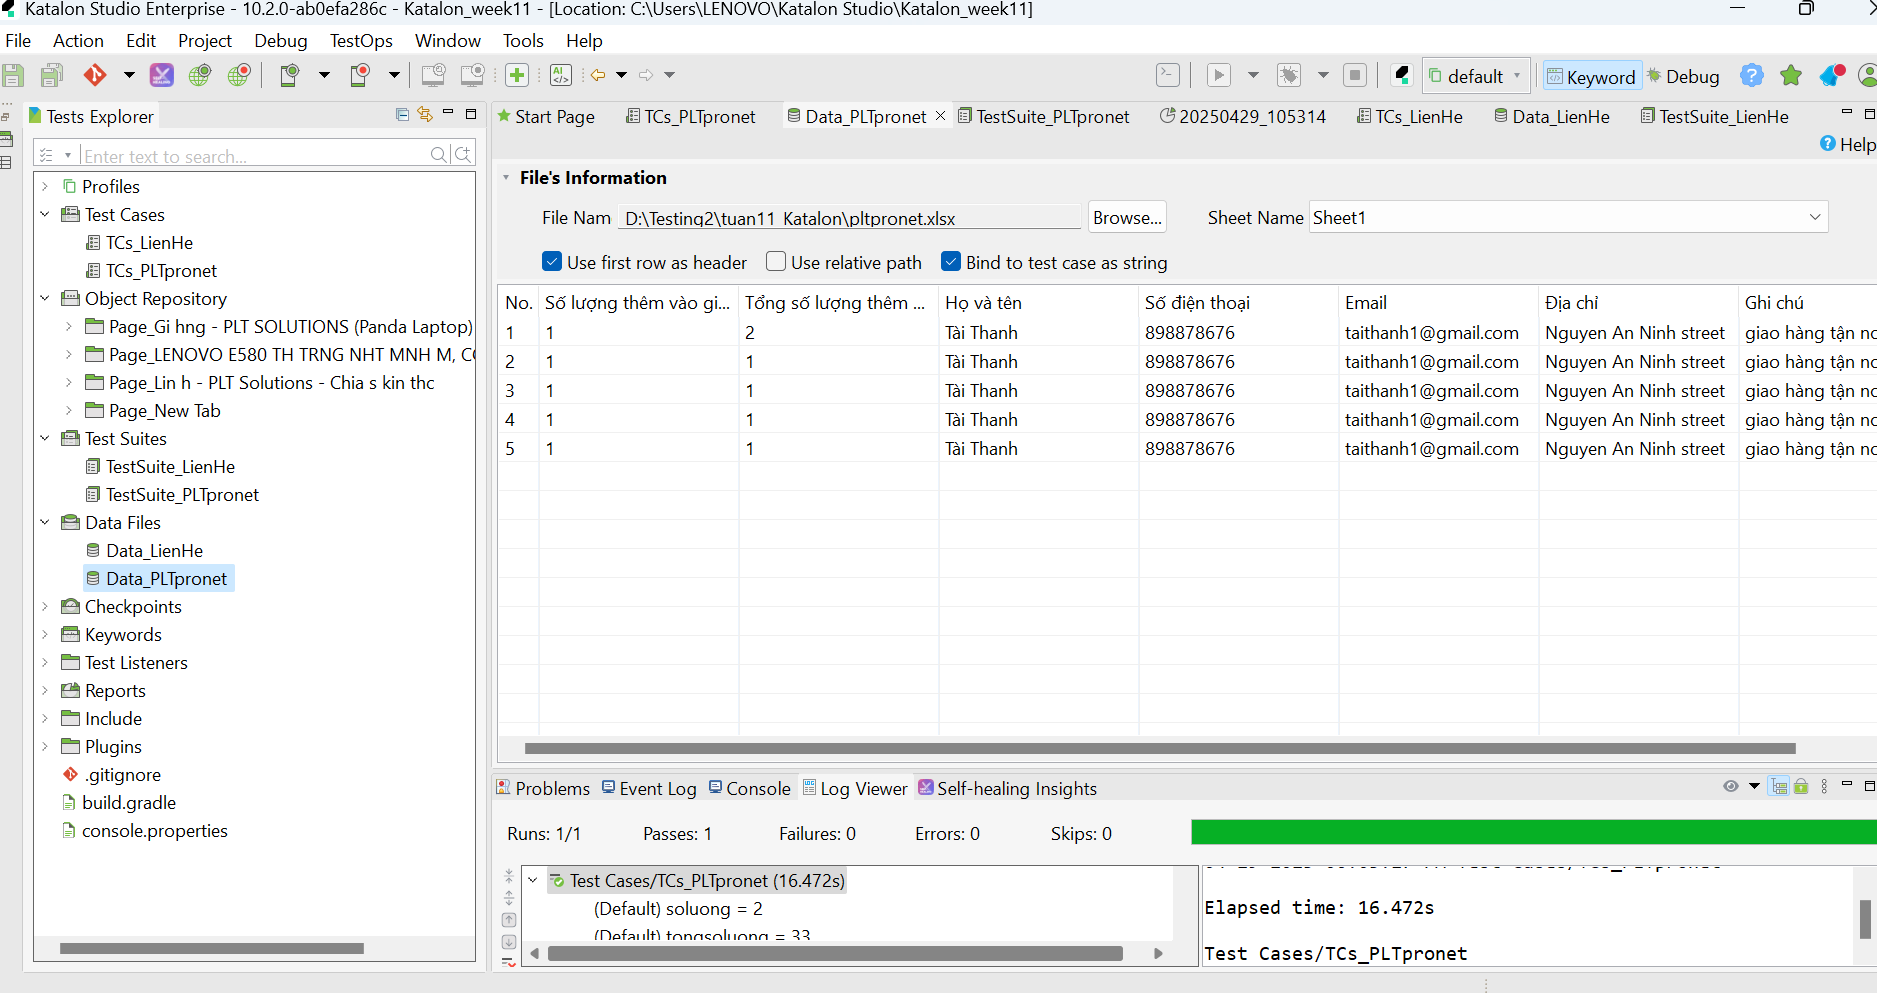 Katalon Studio Enterprise - 10.2.0-ab0efa286c - Katalon_week11 - [Location: C:\Users\LENOVO\Katalon Studio\Katalon_week11]
File Action Edit Project Debug TestOps Window Tools Help
default Keyword Debug
Tests Explorer
Enter text to search...
Profiles
Test Cases
TCs_LienHe
TCs_PLTpronet
Object Repository
Page_Gi hng - PLT SOLUTIONS (Panda Laptop)
Page_LENOVO E580 TH TRNG NHT MNH M, C
Page_Lin h - PLT Solutions - Chia s kin thc
Page_New Tab
Test Suites
TestSuite_LienHe
TestSuite_PLTpronet
Data Files
Data_LienHe
Data_PLTpronet
Checkpoints
Keywords
Test Listeners
Reports
Include
Plugins
.gitignore
build.gradle
console.properties
Start Page TCs_PLTpronet Data_PLTpronet TestSuite_PLTpronet 20250429_105314 TCs_LienHe Data_LienHe TestSuite_LienHe
Help
File's Information
File Nam D:\Testing2\tuan11_Katalon\pltpronet.xlsx Browse... Sheet Name Sheet1
Use first row as header Use relative path Bind to test case as string
No. Số lượng thêm vào gi... Tổng số lượng thêm ... Họ và tên Số điện thoại Email Địa chỉ Ghi chú
1 1 2 Tài Thanh 898878676 taithanh1@gmail.com Nguyen An Ninh street giao hàng tận nơ
2 1 1 Tài Thanh 898878676 taithanh1@gmail.com Nguyen An Ninh street giao hàng tận nơ
3 1 1 Tài Thanh 898878676 taithanh1@gmail.com Nguyen An Ninh street giao hàng tận nơ
4 1 1 Tài Thanh 898878676 taithanh1@gmail.com Nguyen An Ninh street giao hàng tận nơ
5 1 1 Tài Thanh 898878676 taithanh1@gmail.com Nguyen An Ninh street giao hàng tận nơ
Problems Event Log Console Log Viewer Self-healing Insights
Runs: 1/1 Passes: 1 Failures: 0 Errors: 0 Skips: 0
Test Cases/TCs_PLTpronet (16.472s)
(Default) soluong = 2
(Default) tongsoluong = 33
Elapsed time: 16.472s
Test Cases/TCs_PLTpronet